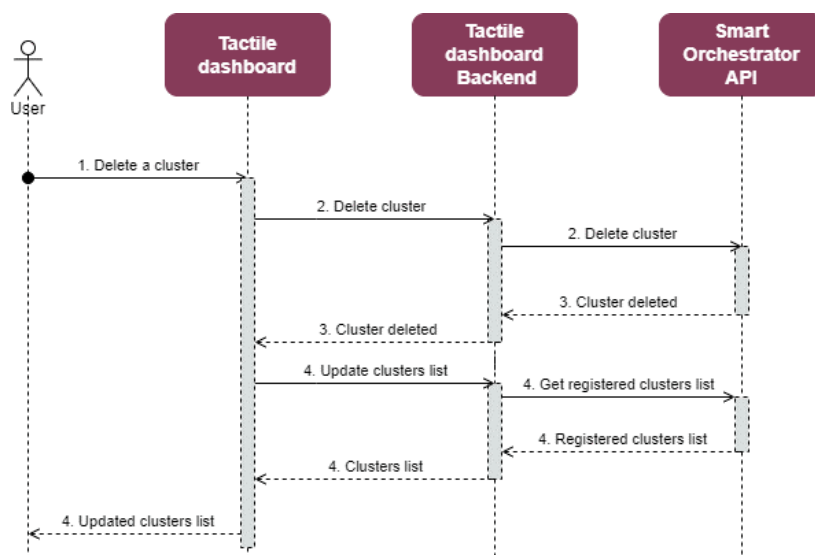 Tactile
dashboard
Tactile
dashboard
Backend
Smart
Orchestrator
API
User
1. Delete a cluster
2. Delete cluster
2. Delete cluster
3. Cluster deleted
3. Cluster deleted
4. Update clusters list
4. Get registered clusters list
4. Registered clusters list
4. Clusters list
4. Updated clusters list